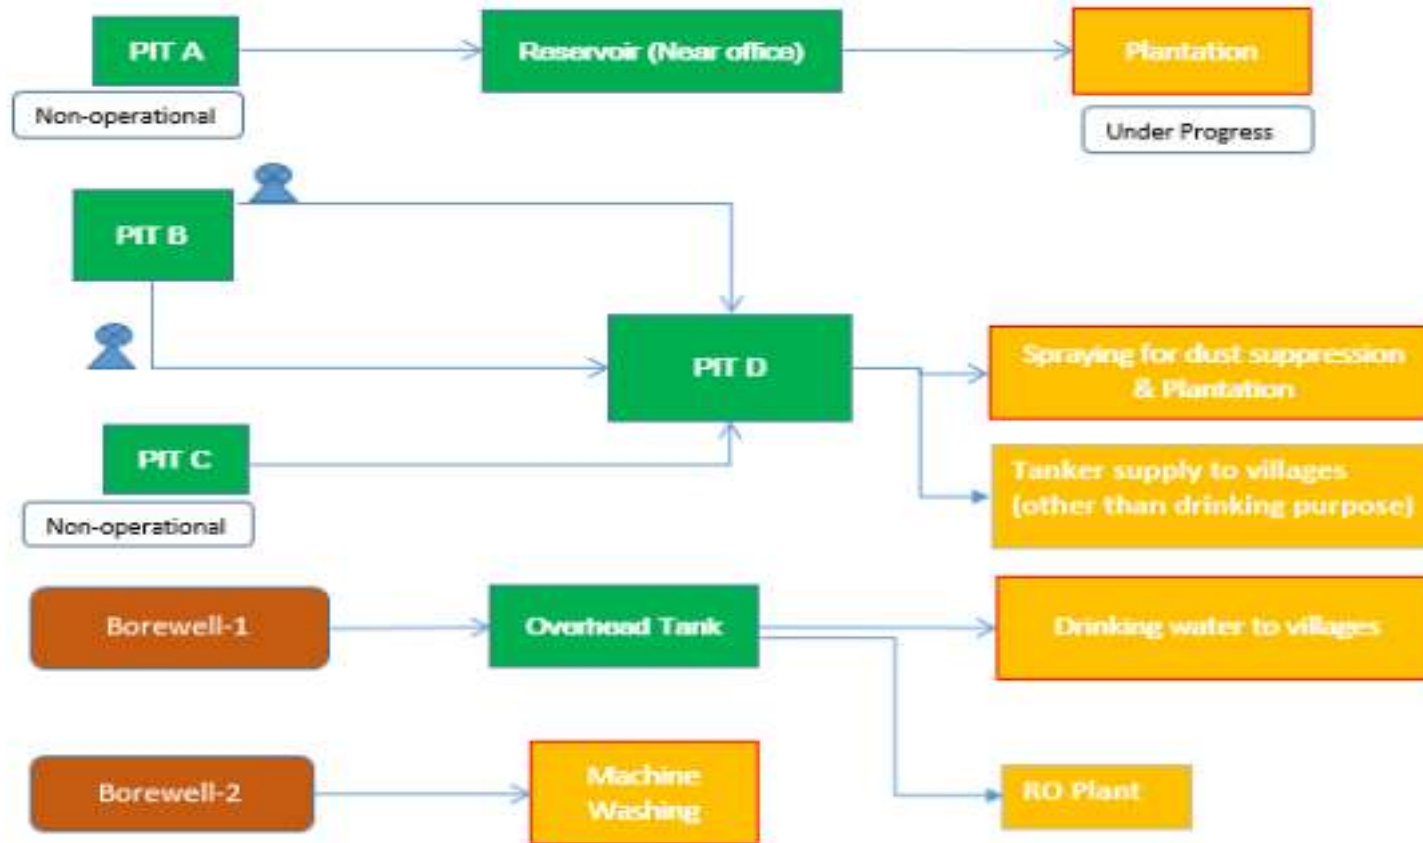 PIT A
Reservoir (Near office)
Plantation
Non-operational
Under Progress
PIT B
PIT D
Spraying for dust suppression
& Plantation
PIT C
Tanker supply to villages
(other than drinking purpose)
Non-operational
Borewell-1
Overhead Tank
Drinking water to villages
Borewell-2
Machine
Washing
RO Plant